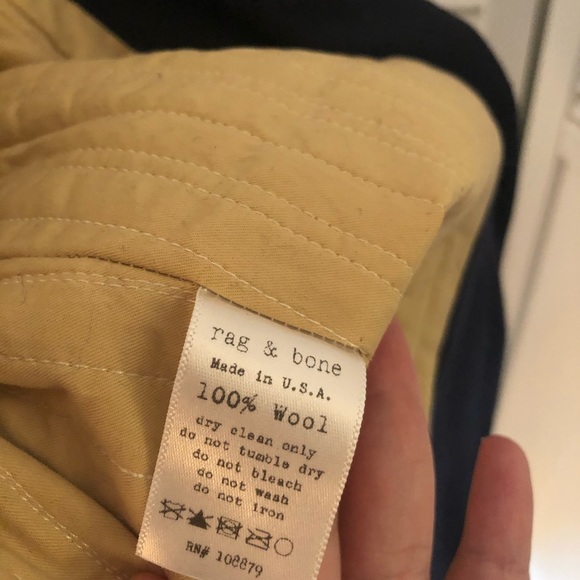 rag & bone
Made in U.S.A.
100% Wool
dry clean only
do not tumble dry
do not bleach
do not wash
do not iron
RN# 108879